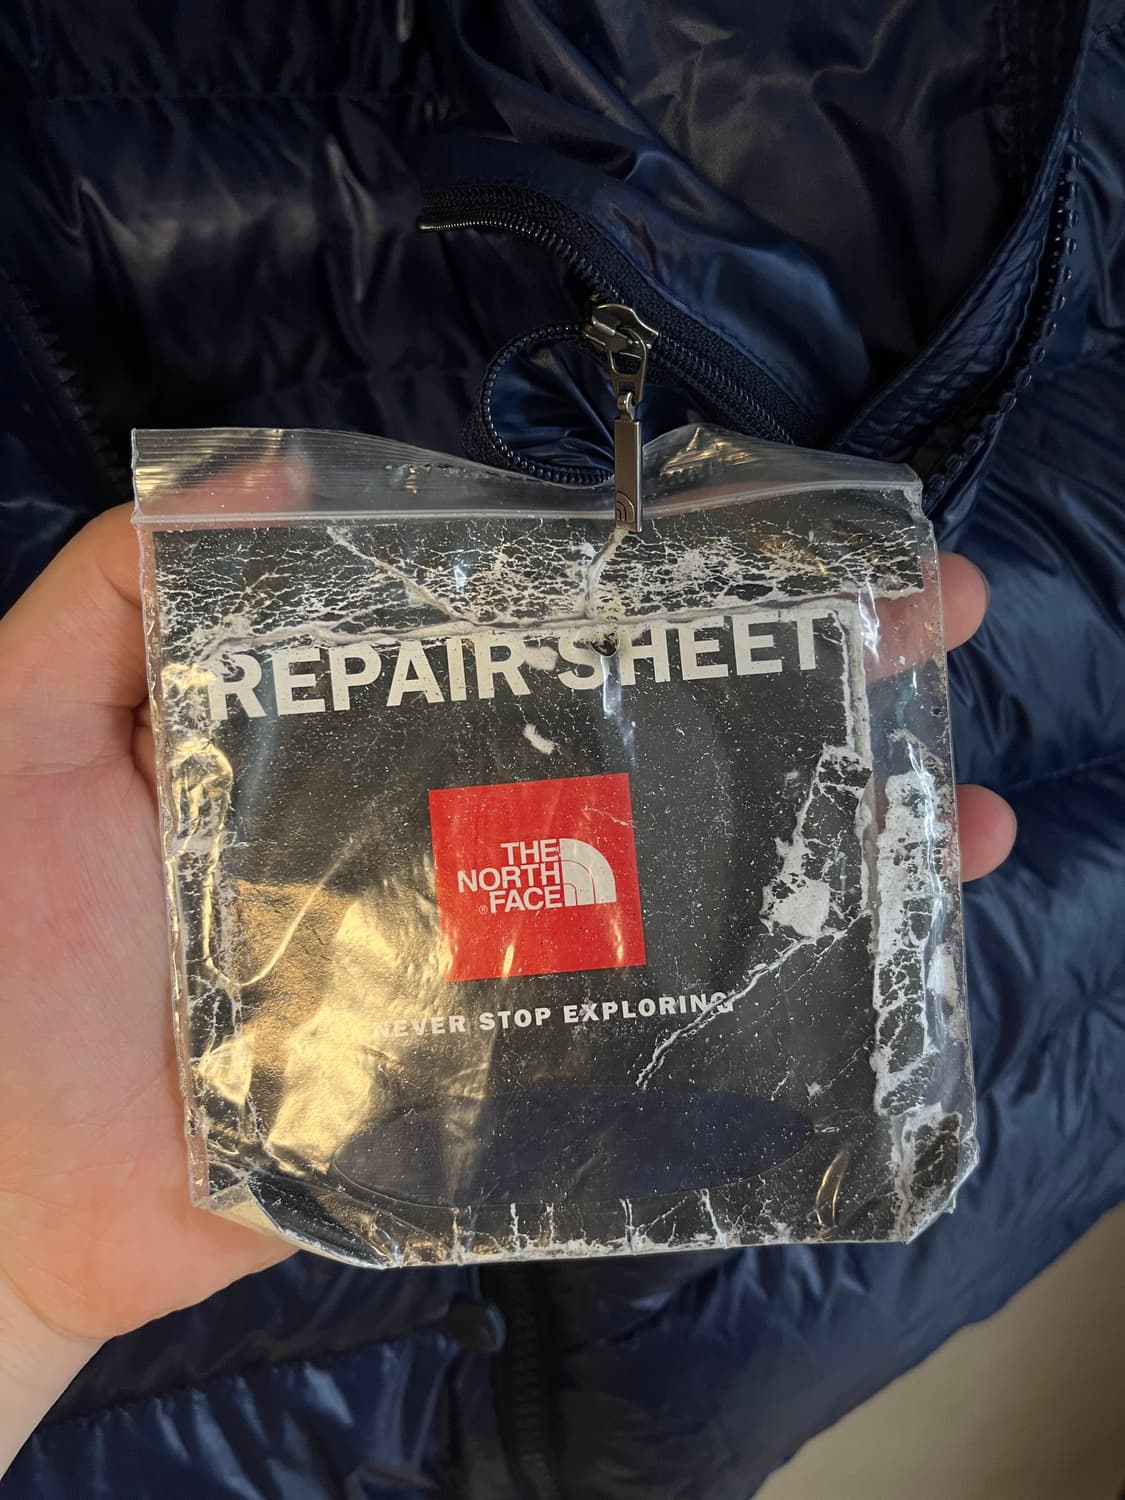 REPAIR SHEET
THE
NORTH
® FACE
NEVER STOP EXPLORING